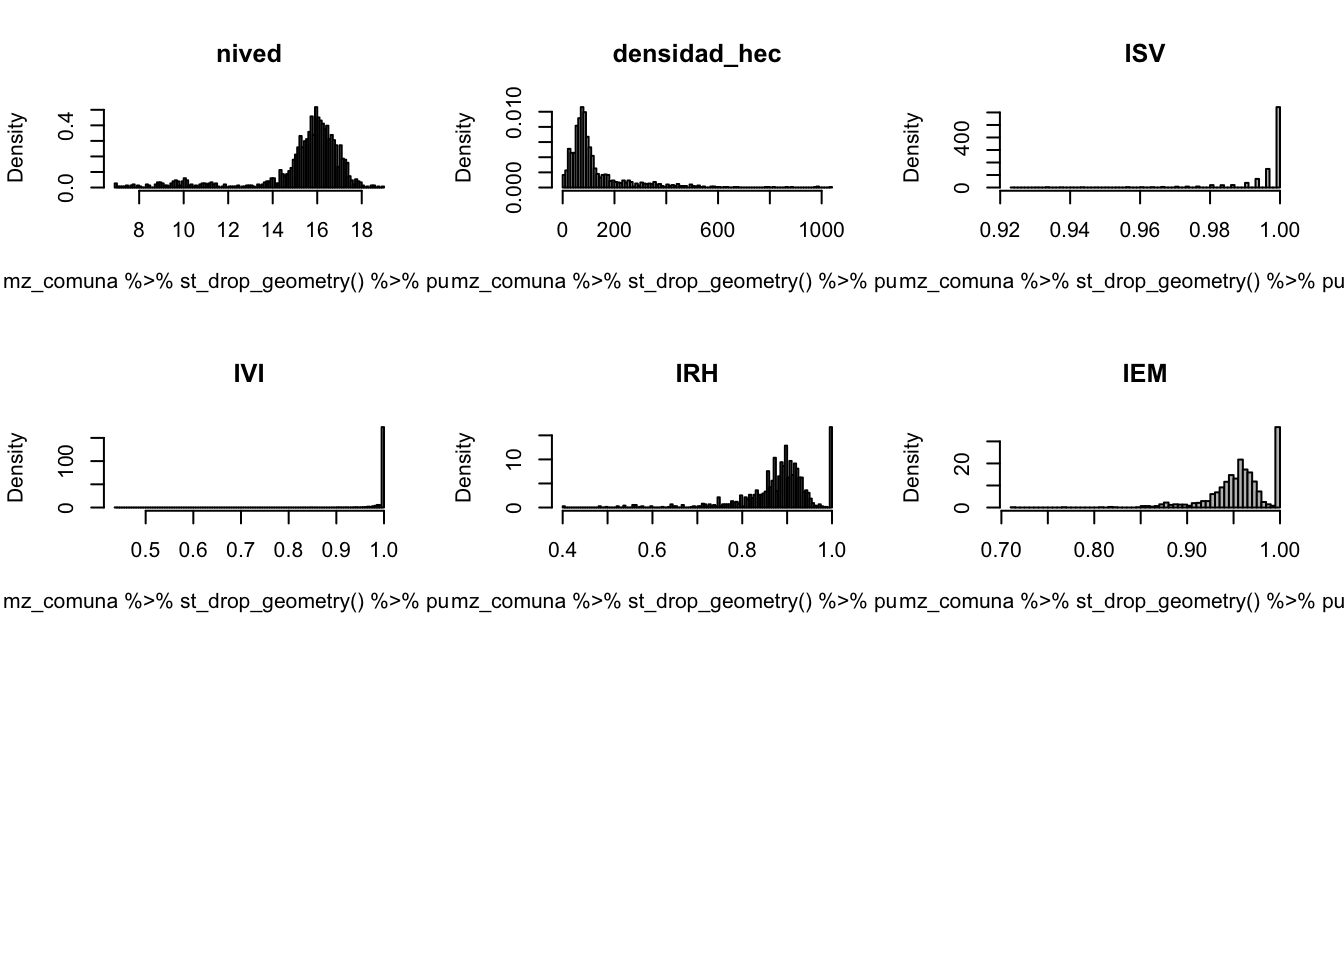 nived densidad_hec ISV
Density 0.0 0.4
8 10 12 14 16 18
Density 0.000 0.010
0 200 600 1000
Density 0 400
0.92 0.94 0.96 0.98 1.00
mz_comuna %>% st_drop_geometry() %>% pu mz_comuna %>% st_drop_geometry() %>% pu mz_comuna %>% st_drop_geometry() %>% pu
IVI IRH IEM
Density 0 100
0.5 0.6 0.7 0.8 0.9 1.0
Density 0 10
0.4 0.6 0.8 1.0
Density 0 20
0.70 0.80 0.90 1.00
mz_comuna %>% st_drop_geometry() %>% pu mz_comuna %>% st_drop_geometry() %>% pu mz_comuna %>% st_drop_geometry() %>% pu